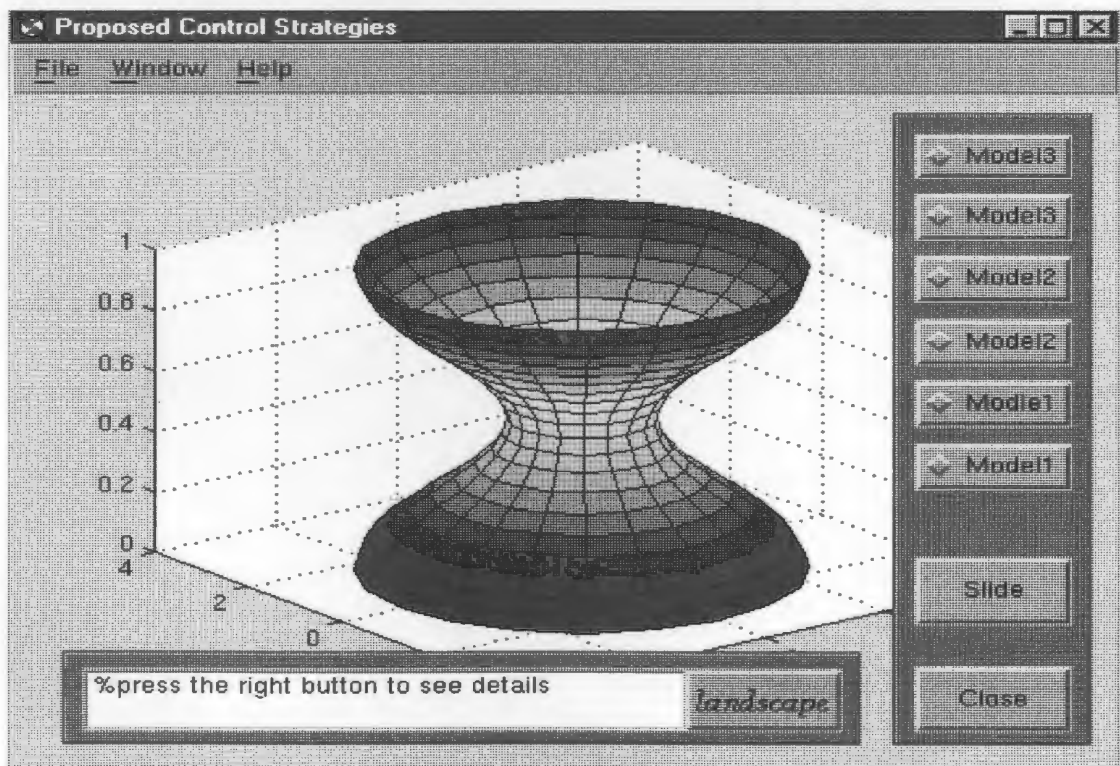 Proposed Control Strategies
File Window Help
1
0.8
0.6
0.4
0.2
0
4
2
0
Model3
Model3
Model2
Model2
Modle1
Model1
Slide
Close
%press the right button to see details
landscape